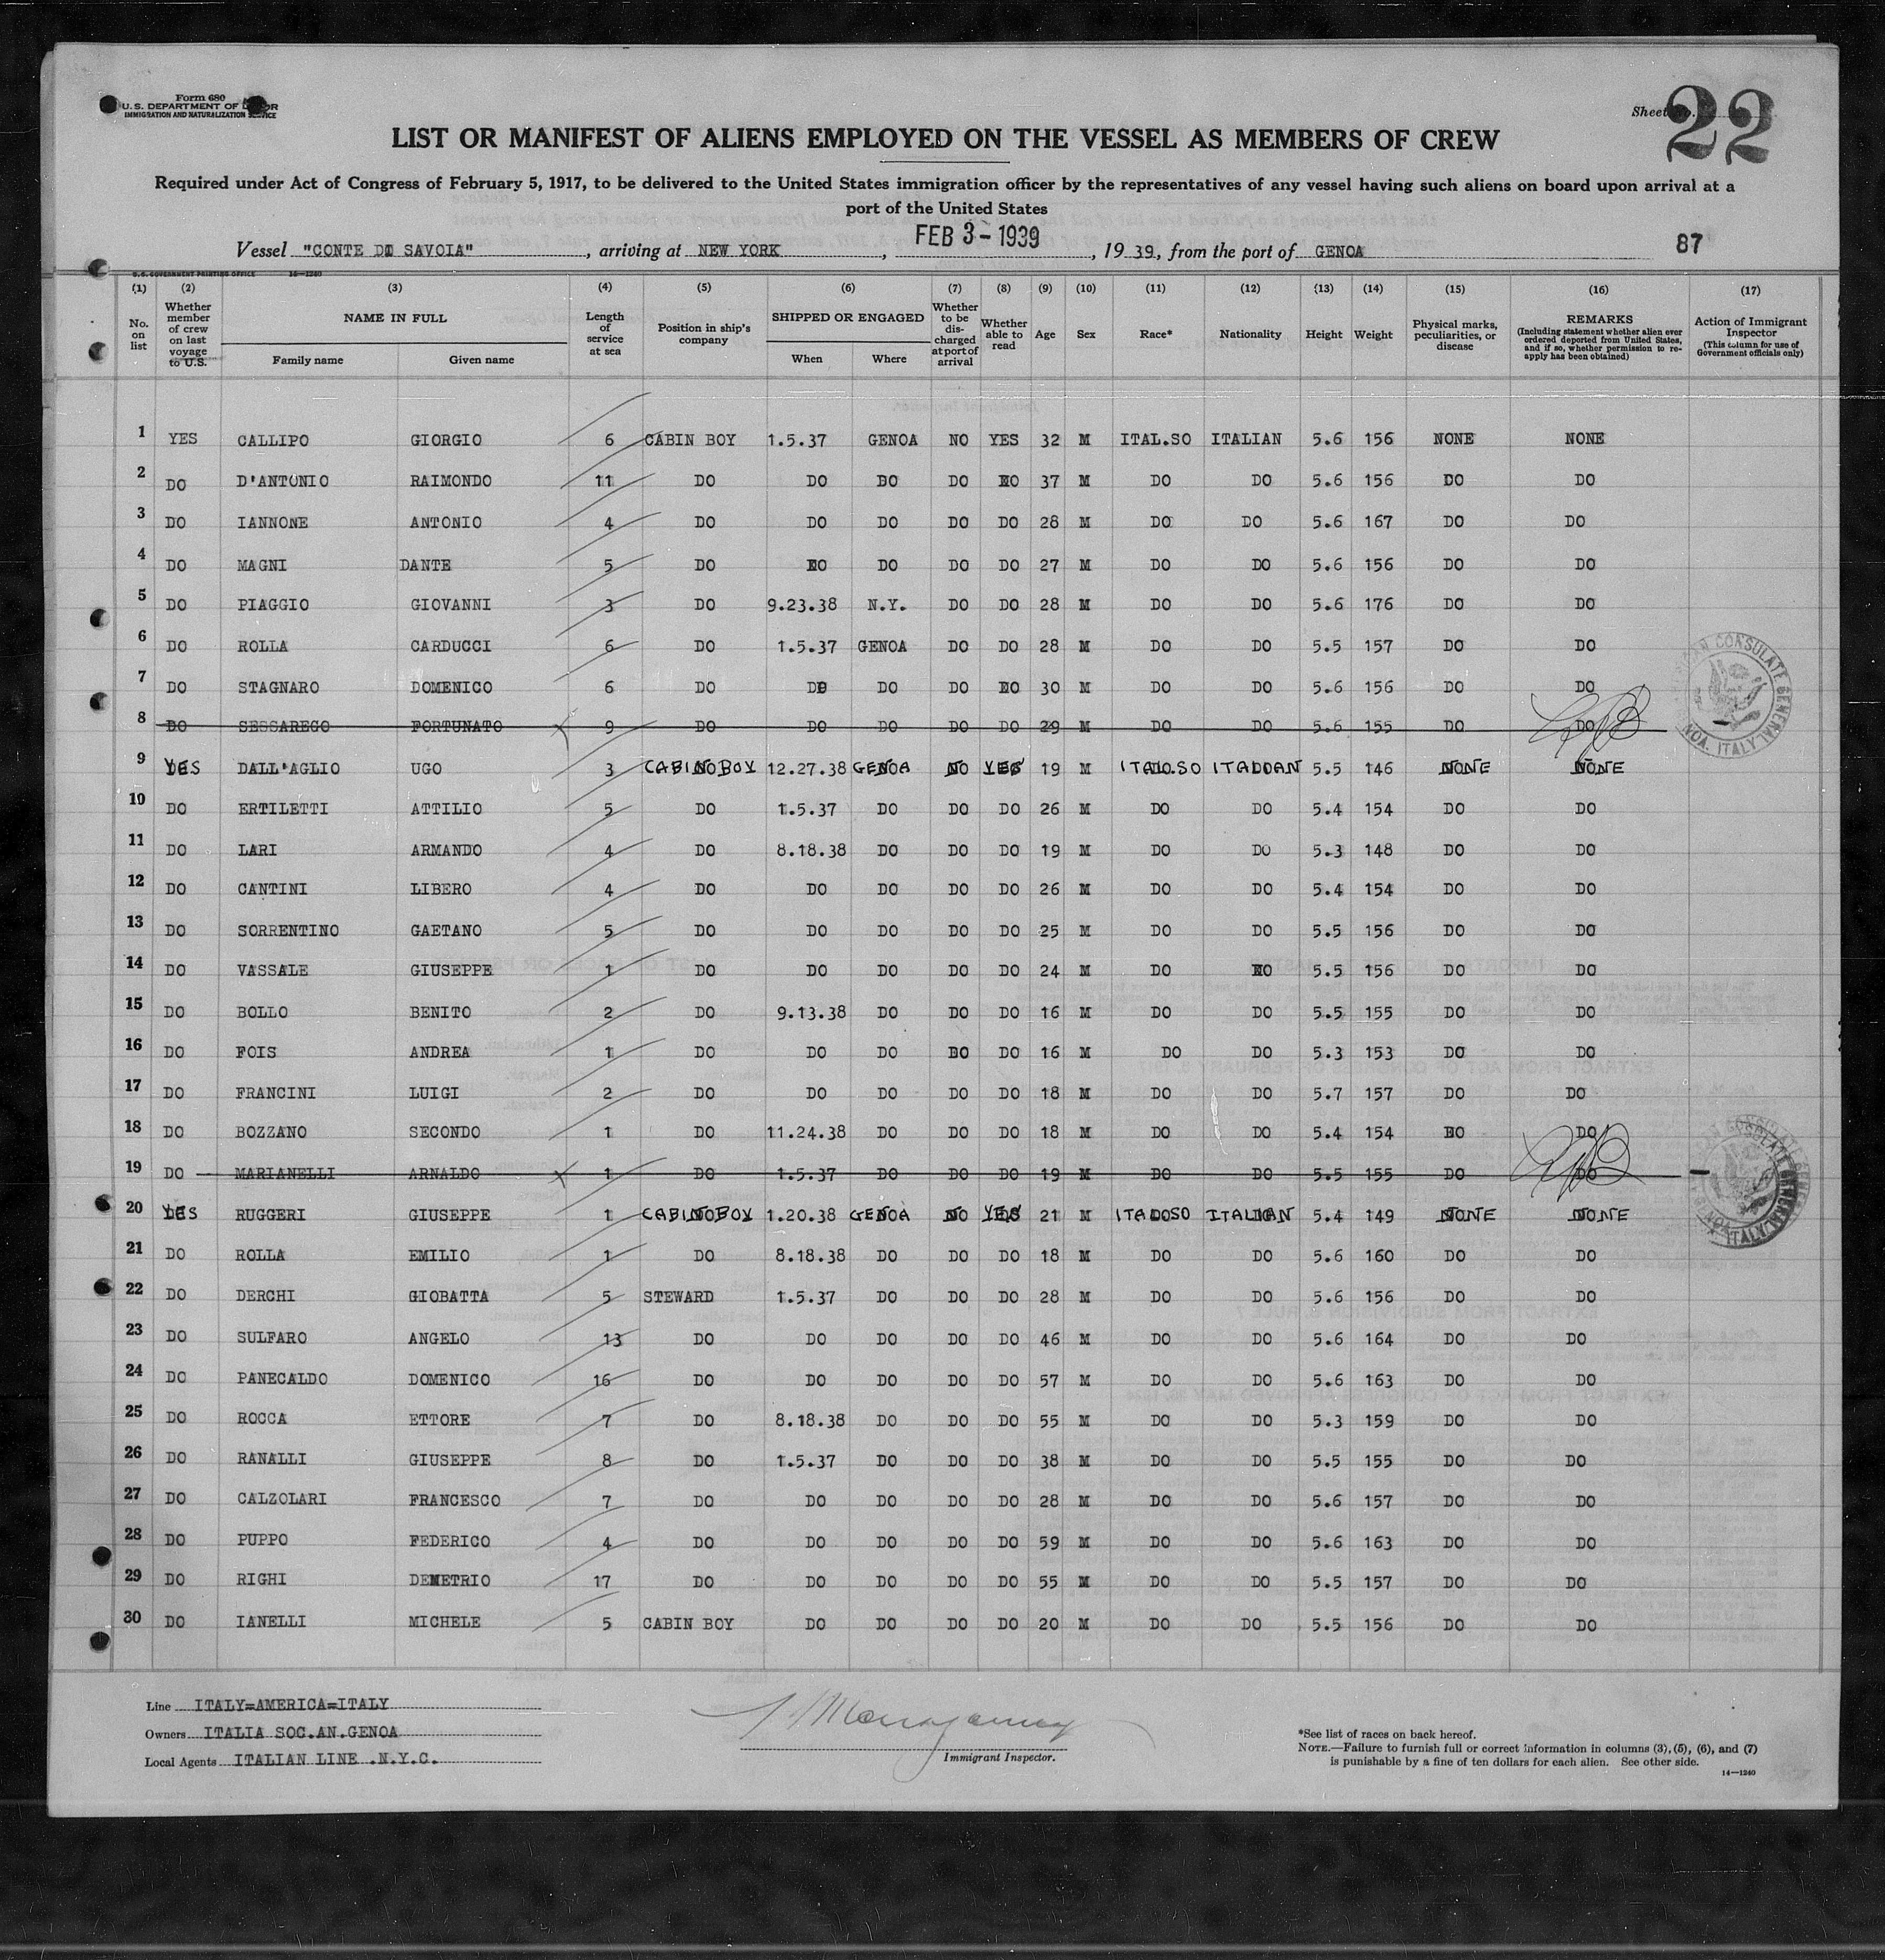 Form 680
U.S. DEPARTMENT OF LABOR
IMMIGRATION AND NATURALIZATION SERVICE
Sheet No. 22
LIST OR MANIFEST OF ALIENS EMPLOYED ON THE VESSEL AS MEMBERS OF CREW
Required under Act of Congress of February 5, 1917, to be delivered to the United States immigration officer by the representatives of any vessel having such aliens on board upon arrival at a
port of the United States
FEB 3-1939
Vessel "CONTE DI SAVOIA", arriving at NEW YORK, 1939, from the port of GENOA 87
U.S. GOVERNMENT PRINTING OFFICE 14-1240
(1) (2) (3) (4) (5) (6) (7) (8) (9) (10) (11) (12) (13) (14) (15) (16) (17)
No. on list Whether member of crew on last voyage to U.S. NAME IN FULL Family name Given name Length of service at sea Position in ship's company SHIPPED OR ENGAGED When Where Whether to be discharged at port of arrival Whether able to read Age Sex Race* Nationality Height Weight Physical marks, peculiarities, or disease REMARKS (Including statement whether alien ever ordered deported from United States, and if so, whether permission to reapply has been obtained) Action of Immigrant Inspector (This column for use of Government officials only)
1 YES CALLIPO GIORGIO 6 CABIN BOY 1.5.37 GENOA NO YES 32 M ITAL.SO ITALIAN 5.6 156 NONE NONE
2 DO D'ANTONIO RAIMONDO 11 DO DO DO DO DO 37 M DO DO 5.6 156 DO DO
3 DO IANNONE ANTONIO 4 DO DO DO DO DO 28 M DO DO 5.6 167 DO DO
4 DO MAGNI DANTE 5 DO DO DO DO DO 27 M DO DO 5.6 156 DO DO
5 DO PIAGGIO GIOVANNI 3 DO 9.23.38 N.Y. DO DO 28 M DO DO 5.6 176 DO DO
6 DO ROLLA CARDUCCI 6 DO 1.5.37 GENOA DO DO 28 M DO DO 5.5 157 DO DO
7 DO STAGNARO DOMENICO 6 DO DO DO DO DO 30 M DO DO 5.6 156 DO DO
8 DO SESSAREGO FORTUNATO 9 DO DO DO DO DO 29 M DO DO 5.6 155 DO DO
9 YES DALL'AGLIO UGO 3 CABIN BOY 12.27.38 GENOA NO YES 19 M ITAL.SO ITALIAN 5.5 146 NONE NONE
10 DO ERTILETTI ATTILIO 5 DO 1.5.37 DO DO DO 26 M DO DO 5.4 154 DO DO
11 DO LARI ARMANDO 4 DO 8.18.38 DO DO DO 19 M DO DO 5.3 148 DO DO
12 DO CANTINI LIBERO 4 DO DO DO DO DO 26 M DO DO 5.4 154 DO DO
13 DO SORRENTINO GAETANO 5 DO DO DO DO DO 25 M DO DO 5.5 156 DO DO
14 DO VASSALE GIUSEPPE 1 DO DO DO DO DO 24 M DO DO 5.5 156 DO DO
15 DO BOLLO BENITO 2 DO 9.13.38 DO DO DO 16 M DO DO 5.5 155 DO DO
16 DO FOIS ANDREA 1 DO DO DO DO DO 16 M DO DO 5.3 153 DO DO
17 DO FRANCINI LUIGI 2 DO DO DO DO DO 18 M DO DO 5.7 157 DO DO
18 DO BOZZANO SECONDO 1 DO 11.24.38 DO DO DO 18 M DO DO 5.4 154 DO DO
19 DO MARIANELLI ARNALDO 1 DO 1.5.37 DO DO DO 19 M DO DO 5.5 155 DO DO
20 YES RUGGERI GIUSEPPE 1 CABIN BOY 1.20.38 GENOA NO YES 21 M ITAL.SO ITALIAN 5.4 149 NONE NONE
21 DO ROLLA EMILIO 1 DO 8.18.38 DO DO DO 18 M DO DO 5.6 160 DO DO
22 DO DERCHI GIOBATTA 5 STEWARD 1.5.37 DO DO DO 28 M DO DO 5.6 156 DO DO
23 DO SULFARO ANGELO 13 DO DO DO DO DO 46 M DO DO 5.6 164 DO DO
24 DO PANECALDO DOMENICO 16 DO DO DO DO DO 57 M DO DO 5.6 163 DO DO
25 DO ROCCA ETTORE 7 DO 8.18.38 DO DO DO 55 M DO DO 5.3 159 DO DO
26 DO RANALLI GIUSEPPE 8 DO 1.5.37 DO DO DO 38 M DO DO 5.5 155 DO DO
27 DO CALZOLARI FRANCESCO 7 DO DO DO DO DO 28 M DO DO 5.6 157 DO DO
28 DO PUPPO FEDERICO 4 DO DO DO DO DO 59 M DO DO 5.6 163 DO DO
29 DO RIGHI DEMETRIO 17 DO DO DO DO DO 55 M DO DO 5.5 157 DO DO
30 DO IANELLI MICHELE 5 CABIN BOY DO DO DO DO 20 M DO DO 5.5 156 DO DO
AMERICAN CONSULATE GENERAL GENOA, ITALY
Line ITALY=AMERICA=ITALY
Owners ITALIA SOC.AN.GENOA
Local Agents ITALIAN LINE .N.Y.C.
Immigrant Inspector.
*See list of races on back hereof.
NOTE.—Failure to furnish full or correct information in columns (3), (5), (6), and (7)
is punishable by a fine of ten dollars for each alien. See other side.
14—1240